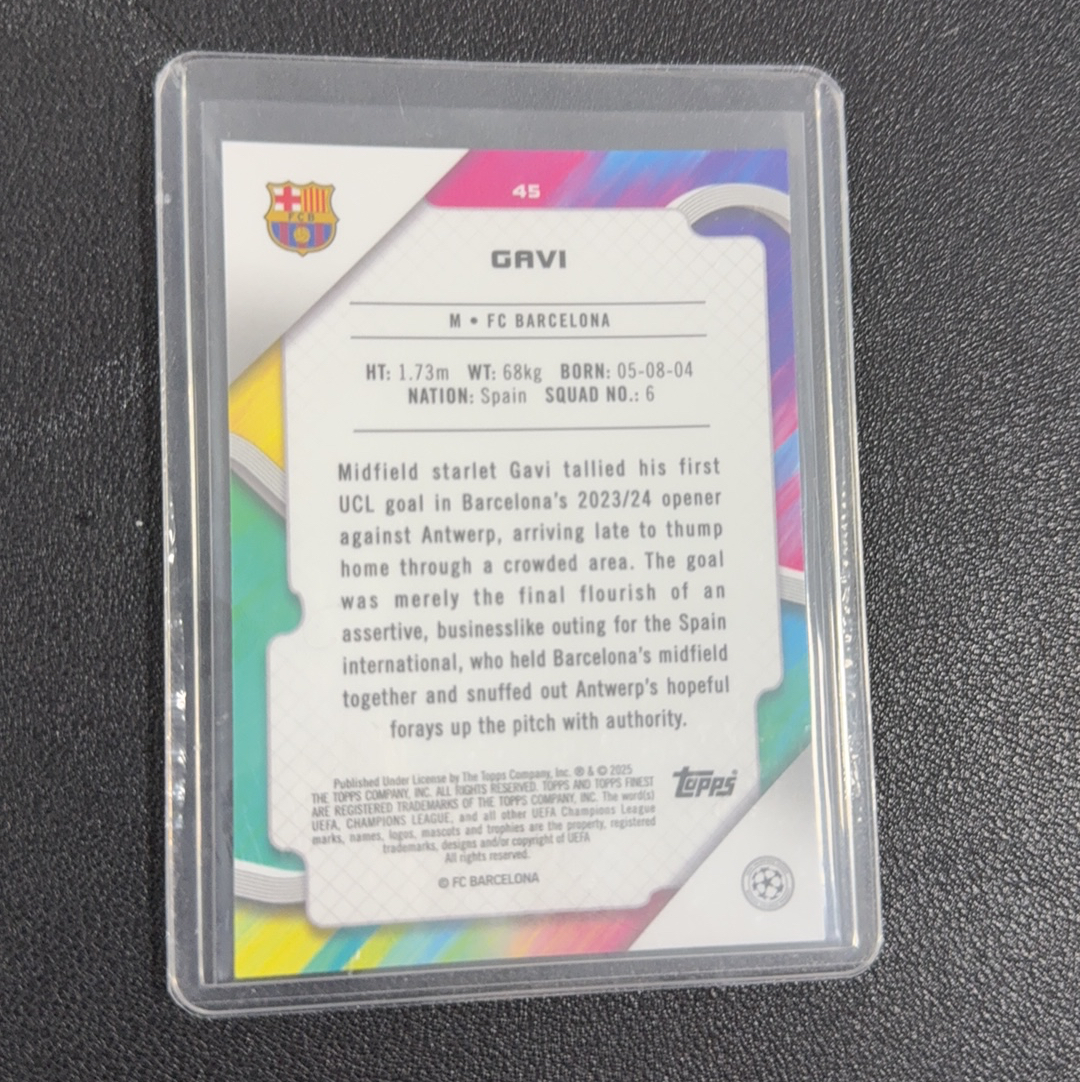 45
FCB
GAVI
M • FC BARCELONA
HT: 1.73m WT: 68kg BORN: 05-08-04
NATION: Spain SQUAD NO.: 6
Midfield starlet Gavi tallied his first
UCL goal in Barcelona's 2023/24 opener
against Antwerp, arriving late to thump
home through a crowded area. The goal
was merely the final flourish of an
assertive, businesslike outing for the Spain
international, who held Barcelona's midfield
together and snuffed out Antwerp's hopeful
forays up the pitch with authority.
Published Under License by The Topps Company, Inc. ® & © 2025
THE TOPPS COMPANY, INC. ALL RIGHTS RESERVED. TOPPS AND TOPPS FINEST
ARE REGISTERED TRADEMARKS OF THE TOPPS COMPANY, INC. The word(s)
UEFA, CHAMPIONS LEAGUE, and all other UEFA Champions League
marks, names, logos, mascots and trophies are the property, registered
trademarks, designs and/or copyright of UEFA
All rights reserved.
topps
© FC BARCELONA